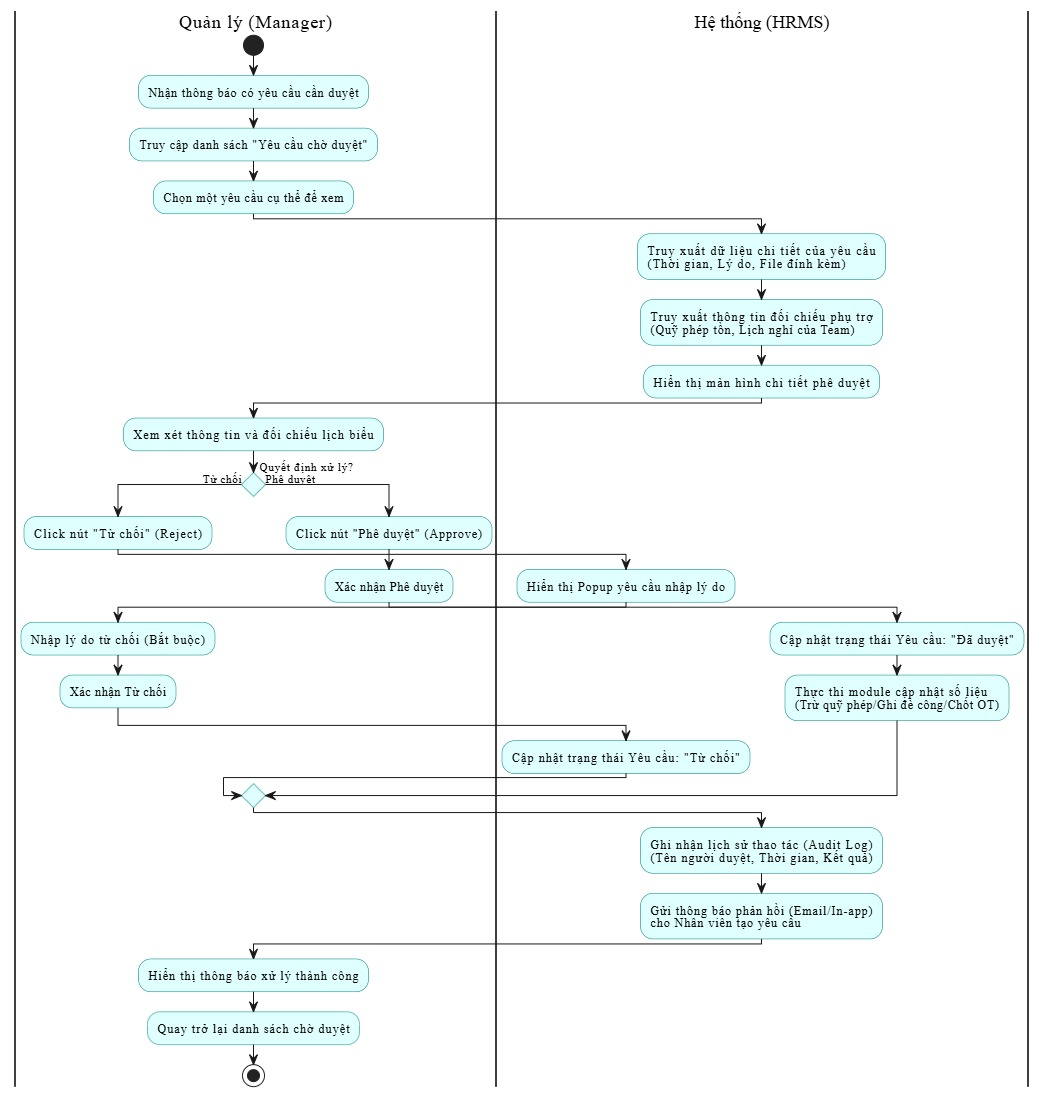 Quản lý (Manager)
Hệ thống (HRMS)
Nhận thông báo có yêu cầu cần duyệt
Truy cập danh sách "Yêu cầu chờ duyệt"
Chọn một yêu cầu cụ thể để xem
Truy xuất dữ liệu chi tiết của yêu cầu
(Thời gian, Lý do, File đính kèm)
Truy xuất thông tin đối chiếu phụ trợ
(Quỹ phép tồn, Lịch nghỉ của Team)
Hiển thị màn hình chi tiết phê duyệt
Xem xét thông tin và đối chiếu lịch biểu
Quyết định xử lý?
Từ chối
Phê duyệt
Click nút "Từ chối" (Reject)
Click nút "Phê duyệt" (Approve)
Xác nhận Phê duyệt
Hiển thị Popup yêu cầu nhập lý do
Nhập lý do từ chối (Bắt buộc)
Cập nhật trạng thái Yêu cầu: "Đã duyệt"
Xác nhận Từ chối
Thực thi module cập nhật số liệu
(Trừ quỹ phép/Ghi đè công/Chốt OT)
Cập nhật trạng thái Yêu cầu: "Từ chối"
Ghi nhận lịch sử thao tác (Audit Log)
(Tên người duyệt, Thời gian, Kết quả)
Gửi thông báo phản hồi (Email/In-app)
cho Nhân viên tạo yêu cầu
Hiển thị thông báo xử lý thành công
Quay trở lại danh sách chờ duyệt